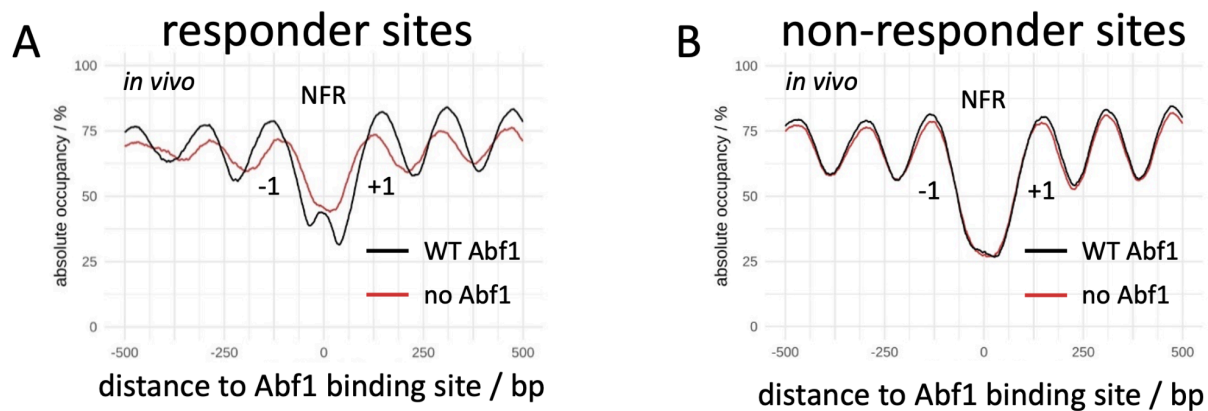 A
responder sites
in vivo
NFR
100
75
50
25
0
absolute occupancy / %
-1
+1
WT Abf1
no Abf1
-500
-250
0
250
500
distance to Abf1 binding site / bp
B
non-responder sites
in vivo
NFR
100
75
50
25
0
absolute occupancy / %
-1
+1
WT Abf1
no Abf1
-500
-250
0
250
500
distance to Abf1 binding site / bp